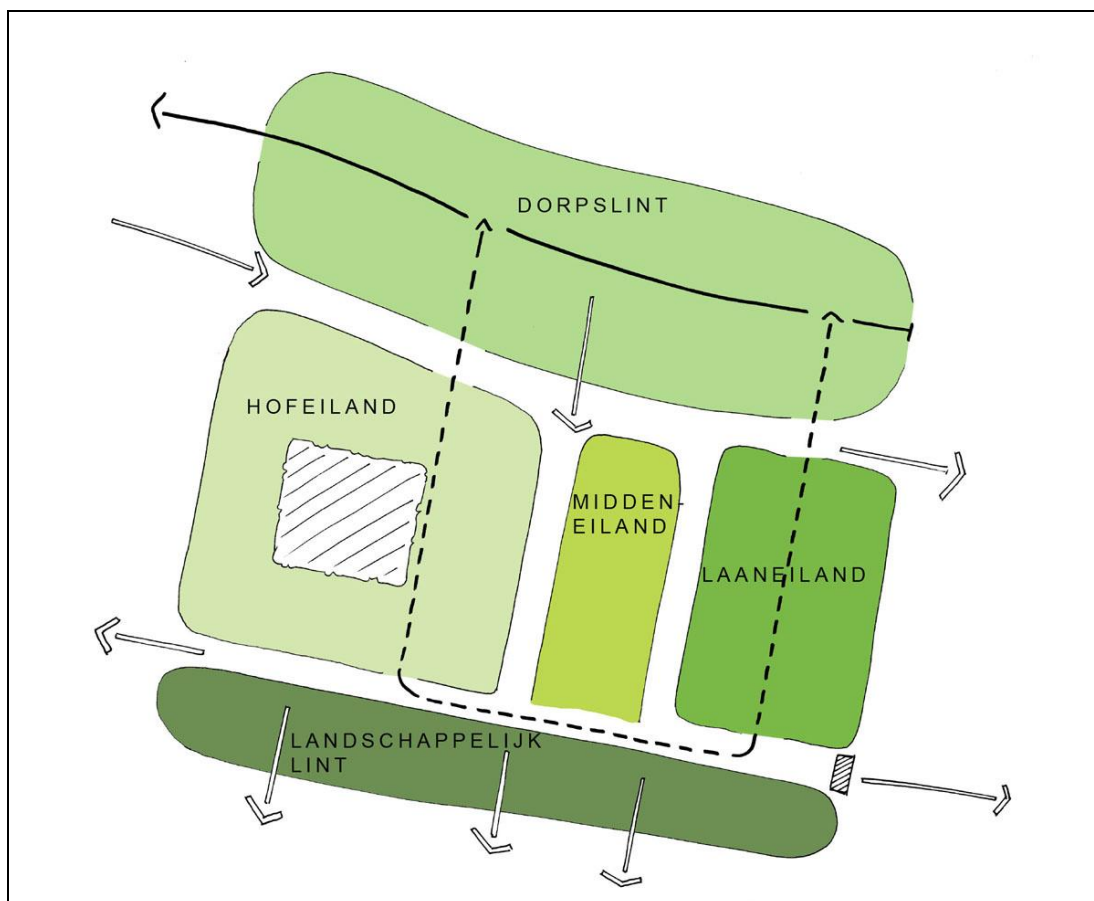 DORPSLINT
HOFEILAND
MIDDEN-
EILAND
LAANEILAND
LANDSCHAPPELIJK
LINT